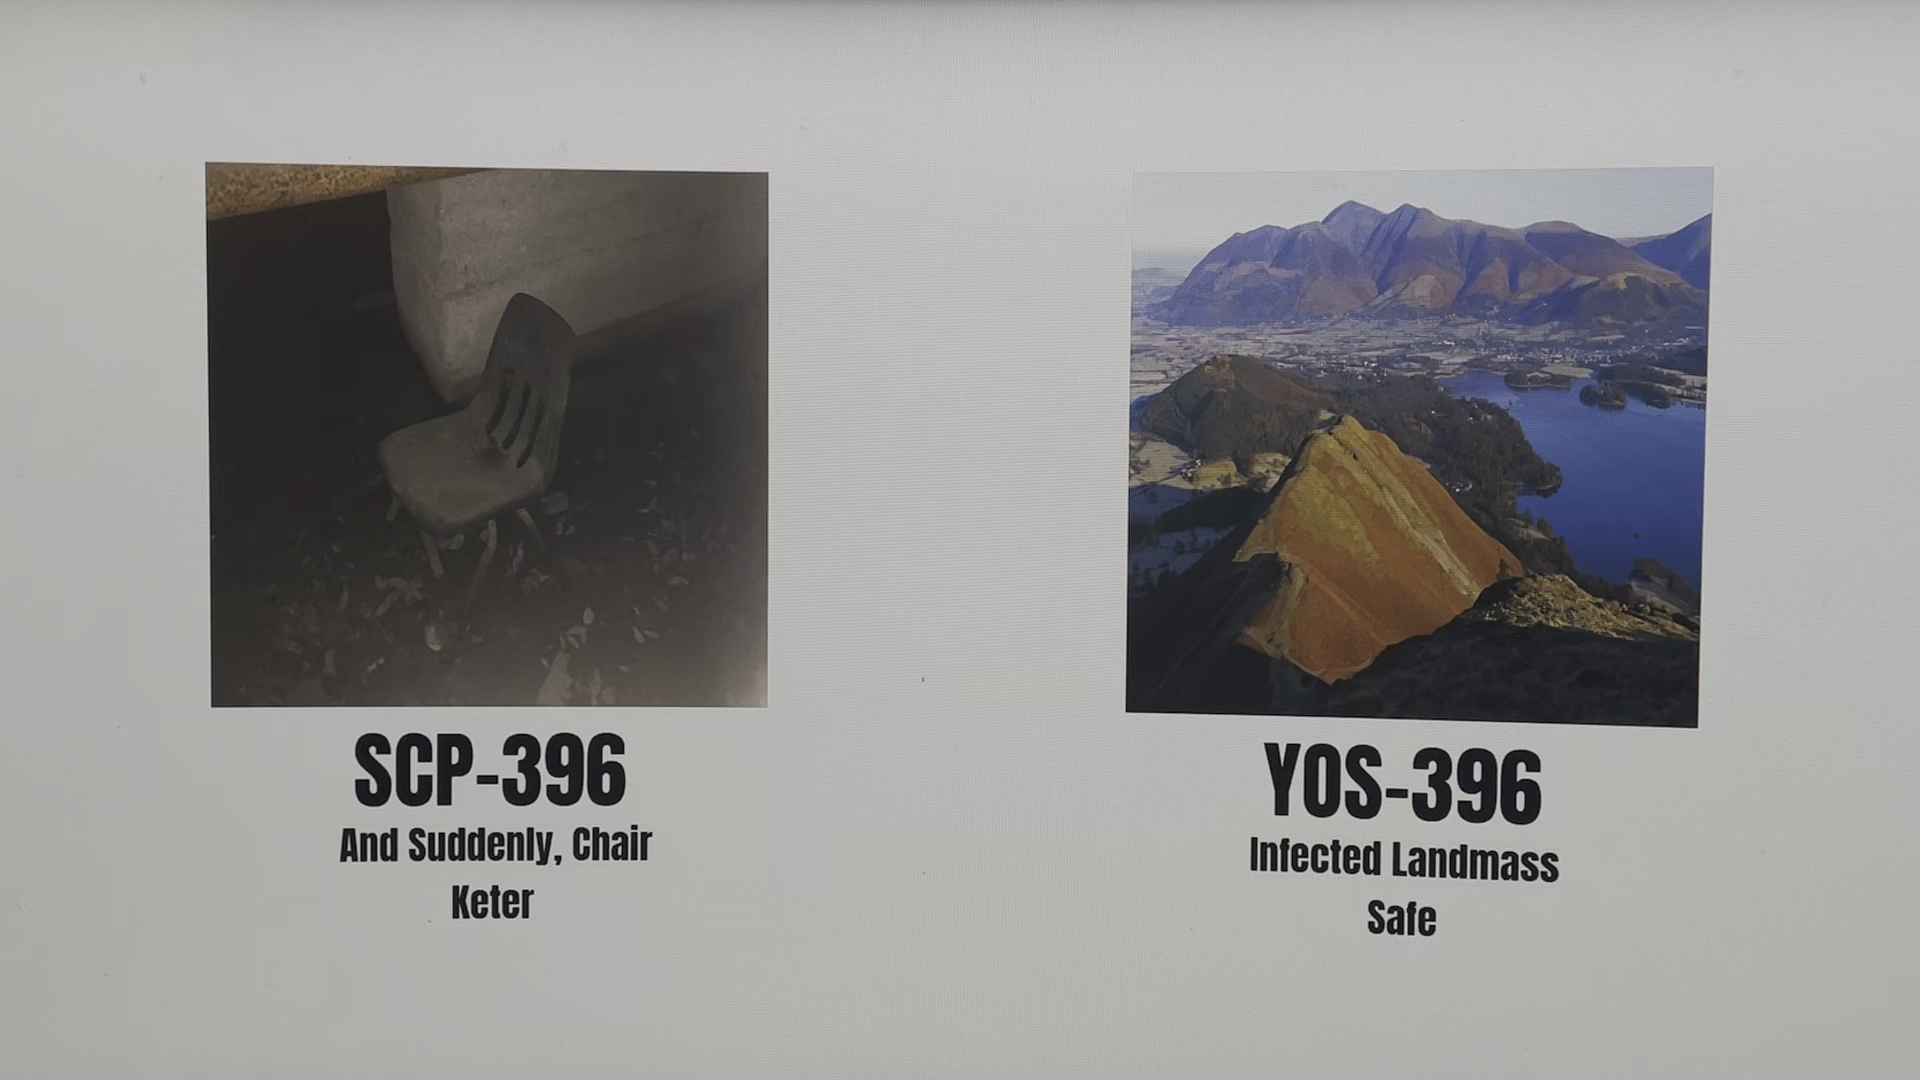 SCP-396
And Suddenly, Chair
Keter
YOS-396
Infected Landmass
Safe